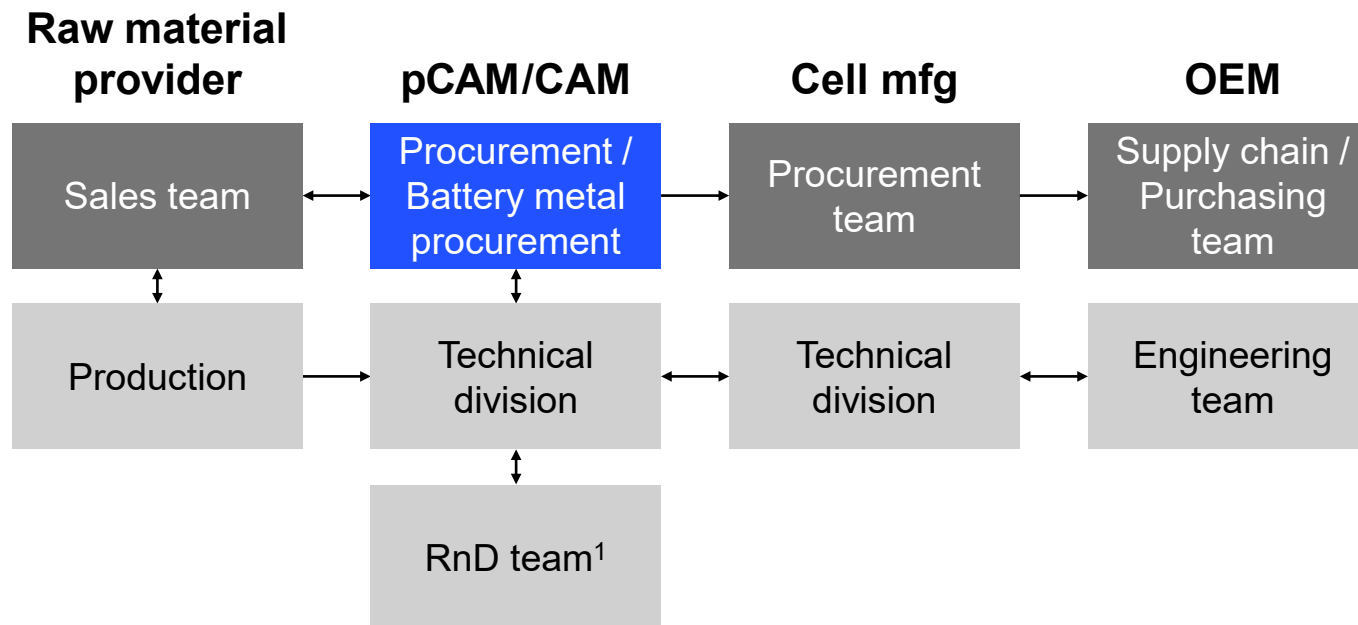 Raw material
provider
pCAM/CAM
Cell mfg
OEM
Sales team
Procurement /
Battery metal
procurement
Procurement
team
Supply chain /
Purchasing
team
Production
Technical
division
Technical
division
Engineering
team
RnD team¹